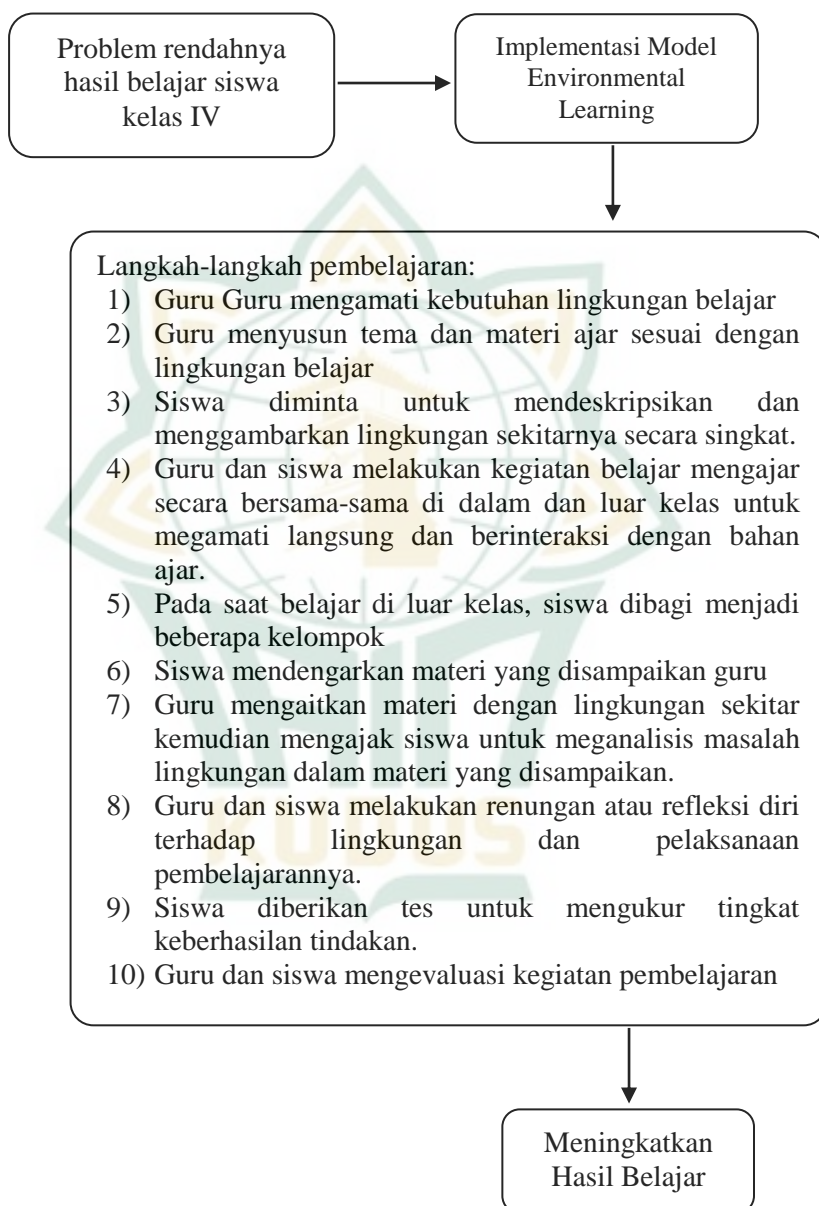 Problem rendahnya
hasil belajar siswa
kelas IV
Implementasi Model
Environmental
Learning
Langkah-langkah pembelajaran:
1) Guru Guru mengamati kebutuhan lingkungan belajar
2) Guru menyusun tema dan materi ajar sesuai dengan
lingkungan belajar
3) Siswa diminta untuk mendeskripsikan dan
menggambarkan lingkungan sekitarnya secara singkat.
4) Guru dan siswa melakukan kegiatan belajar mengajar
secara bersama-sama di dalam dan luar kelas untuk
megamati langsung dan berinteraksi dengan bahan
ajar.
5) Pada saat belajar di luar kelas, siswa dibagi menjadi
beberapa kelompok
6) Siswa mendengarkan materi yang disampaikan guru
7) Guru mengaitkan materi dengan lingkungan sekitar
kemudian mengajak siswa untuk meganalisis masalah
lingkungan dalam materi yang disampaikan.
8) Guru dan siswa melakukan renungan atau refleksi diri
terhadap lingkungan dan pelaksanaan
pembelajarannya.
9) Siswa diberikan tes untuk mengukur tingkat
keberhasilan tindakan.
10) Guru dan siswa mengevaluasi kegiatan pembelajaran
KUDUS
Meningkatkan
Hasil Belajar